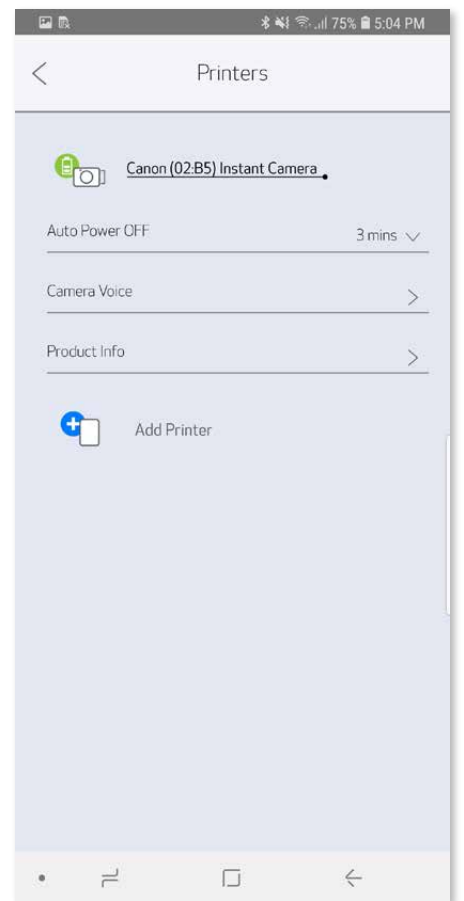 75% 5:04 PM
Printers
Canon (02:B5) Instant Camera
Auto Power OFF 3 mins
Camera Voice
Product Info
Add Printer